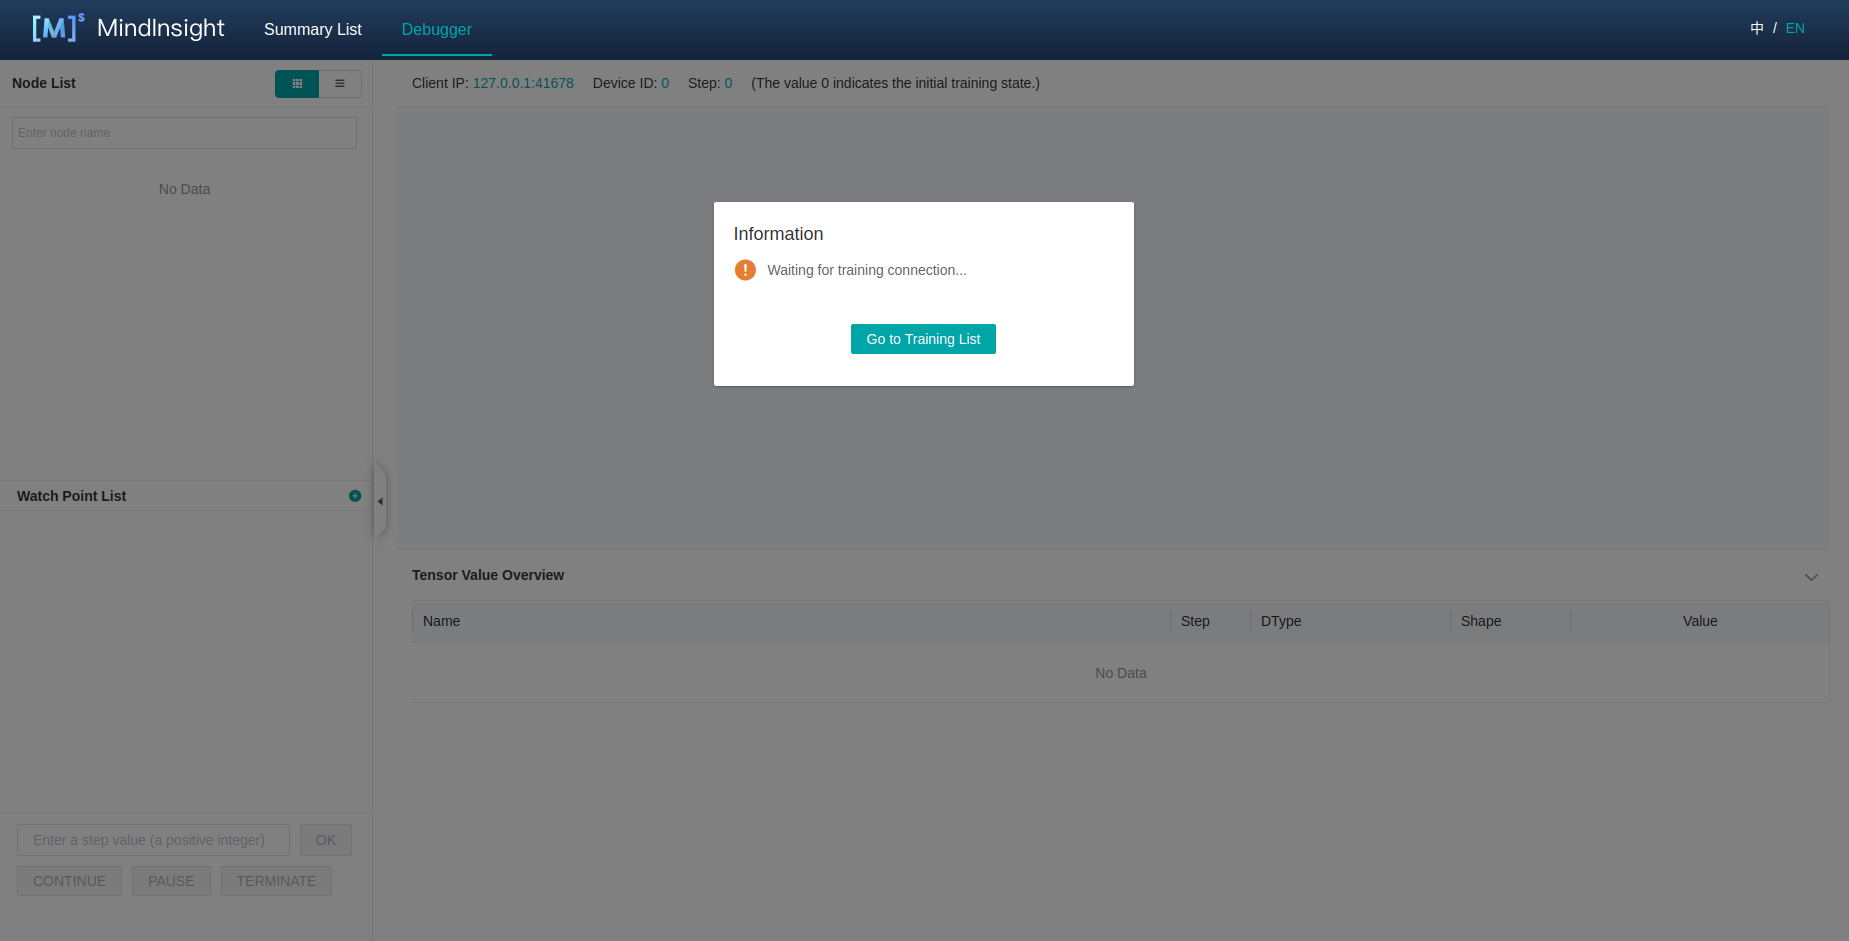 [M]s MindInsight Summary List Debugger 中 / EN
Node List
Client IP: 127.0.0.1:41678 Device ID: 0 Step: 0 (The value 0 indicates the initial training state.)
Enter node name
No Data
Information
Waiting for training connection...
Go to Training List
Watch Point List
Tensor Value Overview
Name Step DType Shape Value
No Data
Enter a step value (a positive integer) OK
CONTINUE PAUSE TERMINATE